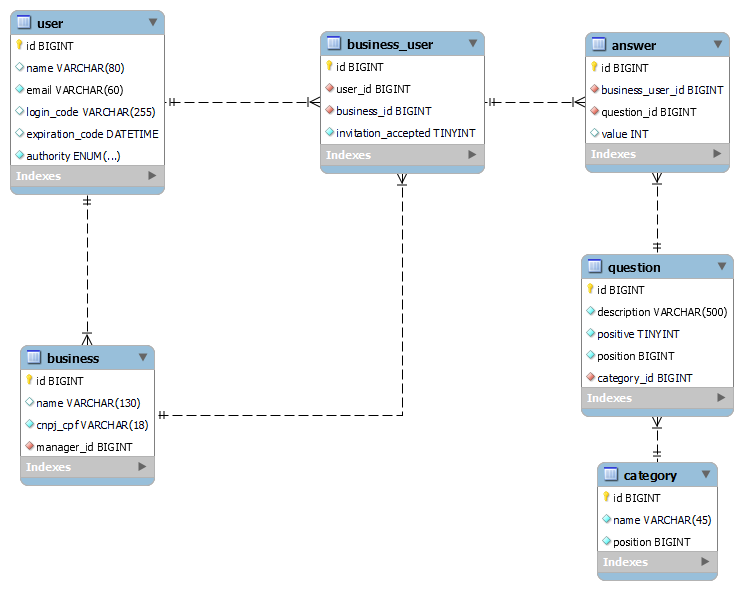 user
id BIGINT
name VARCHAR(80)
email VARCHAR(60)
login_code VARCHAR(255)
expiration_code DATETIME
authority ENUM(...)
Indexes
business_user
id BIGINT
user_id BIGINT
business_id BIGINT
invitation_accepted TINYINT
Indexes
answer
id BIGINT
business_user_id BIGINT
question_id BIGINT
value INT
Indexes
business
id BIGINT
name VARCHAR(130)
cnpj_cpf VARCHAR(18)
manager_id BIGINT
Indexes
question
id BIGINT
description VARCHAR(500)
positive TINYINT
position BIGINT
category_id BIGINT
Indexes
category
id BIGINT
name VARCHAR(45)
position BIGINT
Indexes